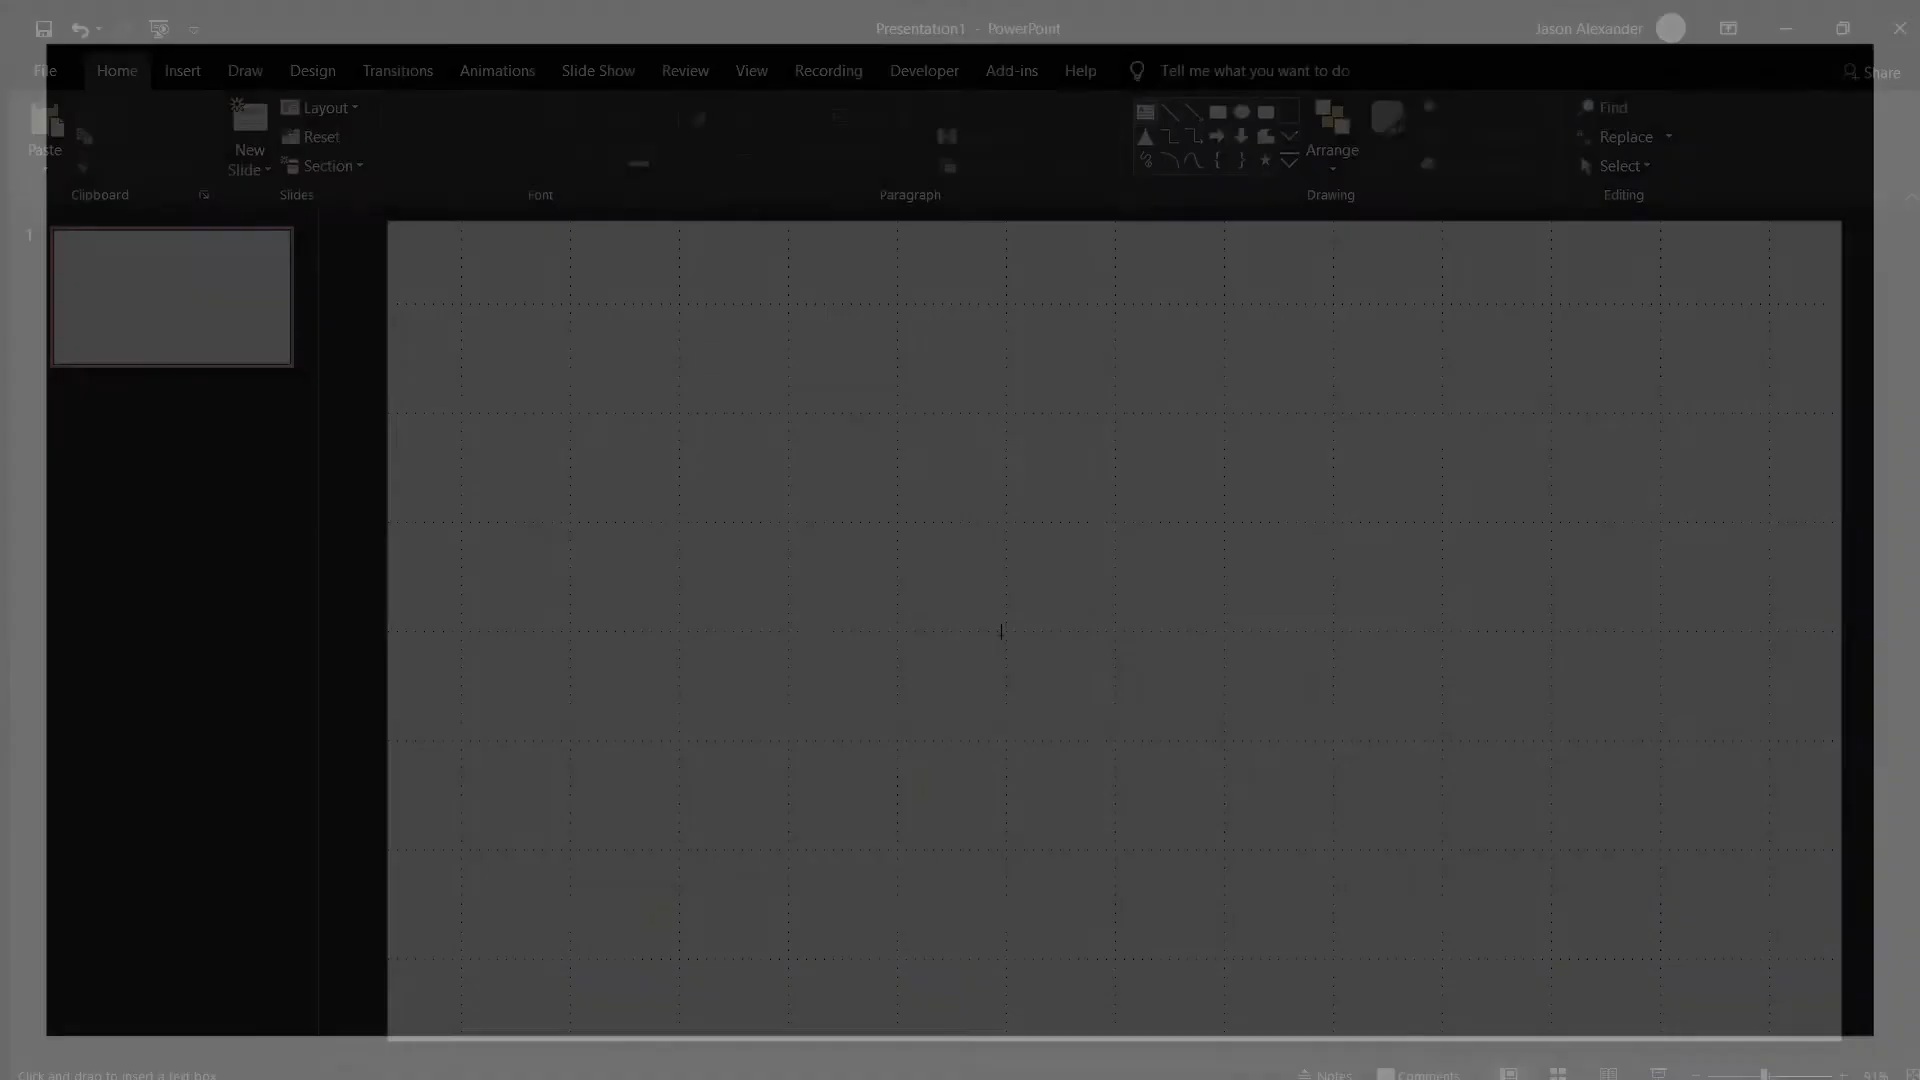 Presentation1 - PowerPoint
Jason Alexander
File Home Insert Draw Design Transitions Animations Slide Show Review View Recording Developer Add-ins Help Tell me what you want to do Share
Paste
New
Slide
Layout
Reset
Section
Arrange
Find
Replace
Select
Clipboard Slides Font Paragraph Drawing Editing
1
Click and drag to insert a text box
Notes Comments 91%